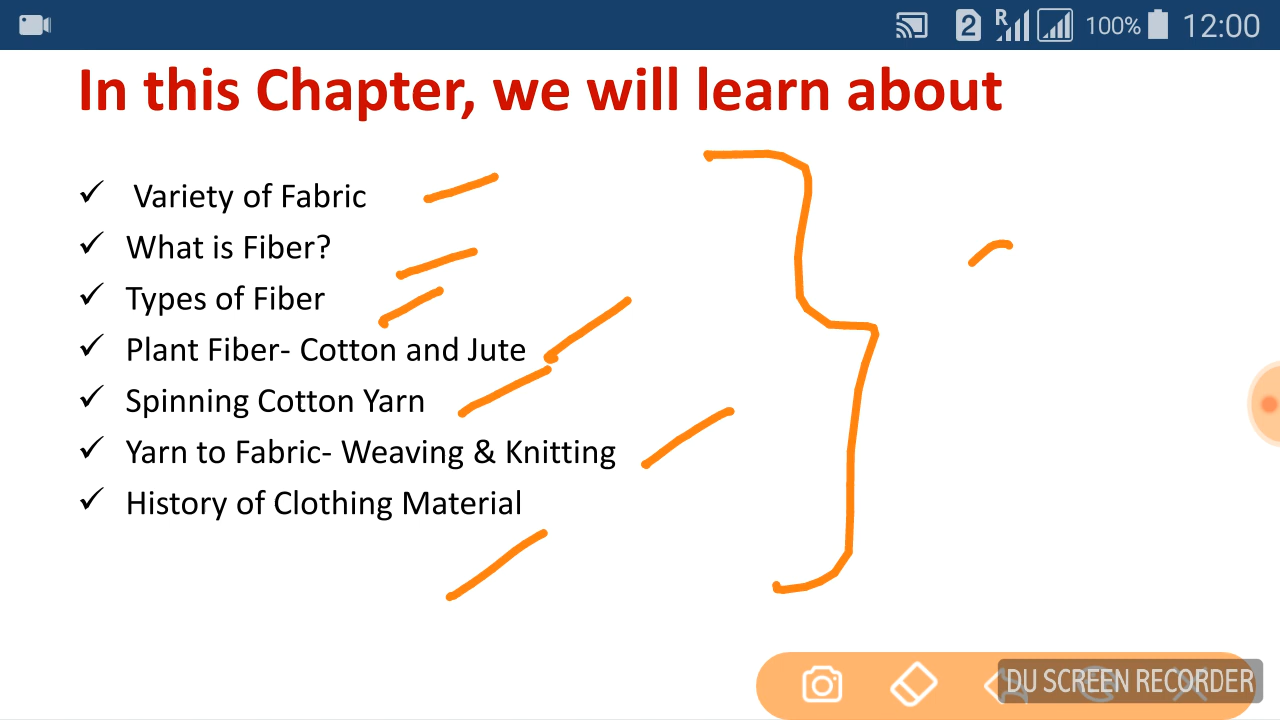 2 R 100% 12:00
In this Chapter, we will learn about
✓ Variety of Fabric
✓ What is Fiber?
✓ Types of Fiber
✓ Plant Fiber- Cotton and Jute
✓ Spinning Cotton Yarn
✓ Yarn to Fabric- Weaving & Knitting
✓ History of Clothing Material
DU SCREEN RECORDER